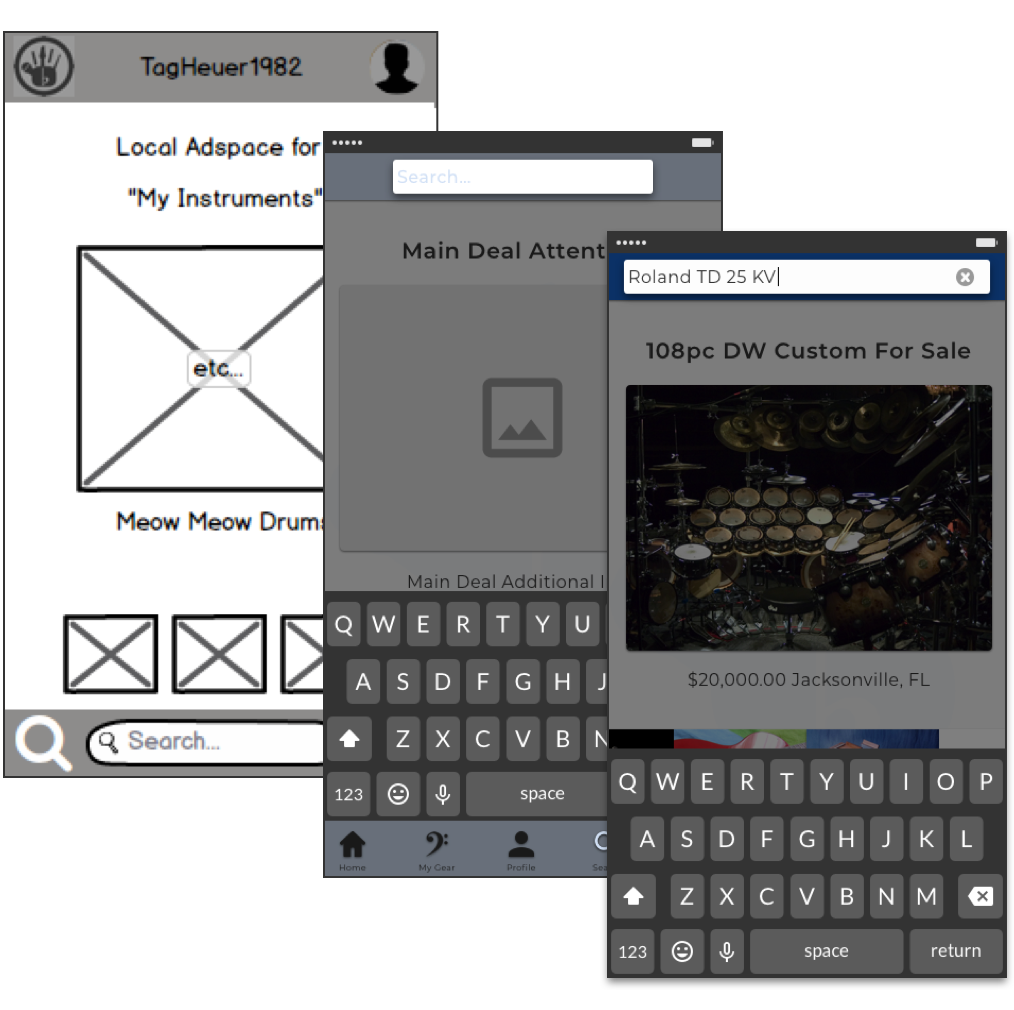 TagHeuer1982
Local Adspace for
"My Instruments"
etc...
Meow Meow Drums
Search...
Search...
Main Deal Attent
Main Deal Additional I
Q W E R T Y U
A S D F G H J
Z X C V B N
123 space
Home My Gear Profile Sea
Roland TD 25 KV
108pc DW Custom For Sale
$20,000.00 Jacksonville, FL
Q W E R T Y U I O P
A S D F G H J K L
Z X C V B N M
123 space return